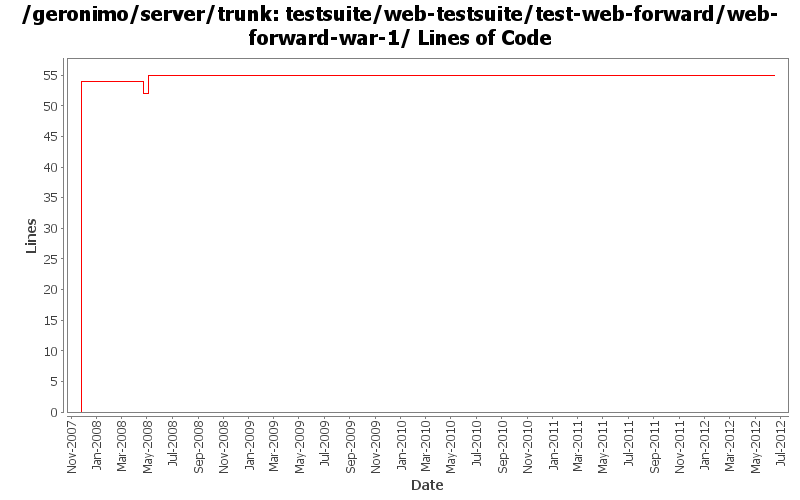 /geronimo/server/trunk: testsuite/web-testsuite/test-web-forward/web-
forward-war-1/ Lines of Code
55
50
45
40
35
30
25
20
15
10
5
0
Lines
Nov-2007
Jan-2008
Mar-2008
May-2008
Jul-2008
Sep-2008
Nov-2008
Jan-2009
Mar-2009
May-2009
Jul-2009
Sep-2009
Nov-2009
Jan-2010
Mar-2010
May-2010
Jul-2010
Sep-2010
Nov-2010
Jan-2011
Mar-2011
May-2011
Jul-2011
Sep-2011
Nov-2011
Jan-2012
Mar-2012
May-2012
Jul-2012
Date